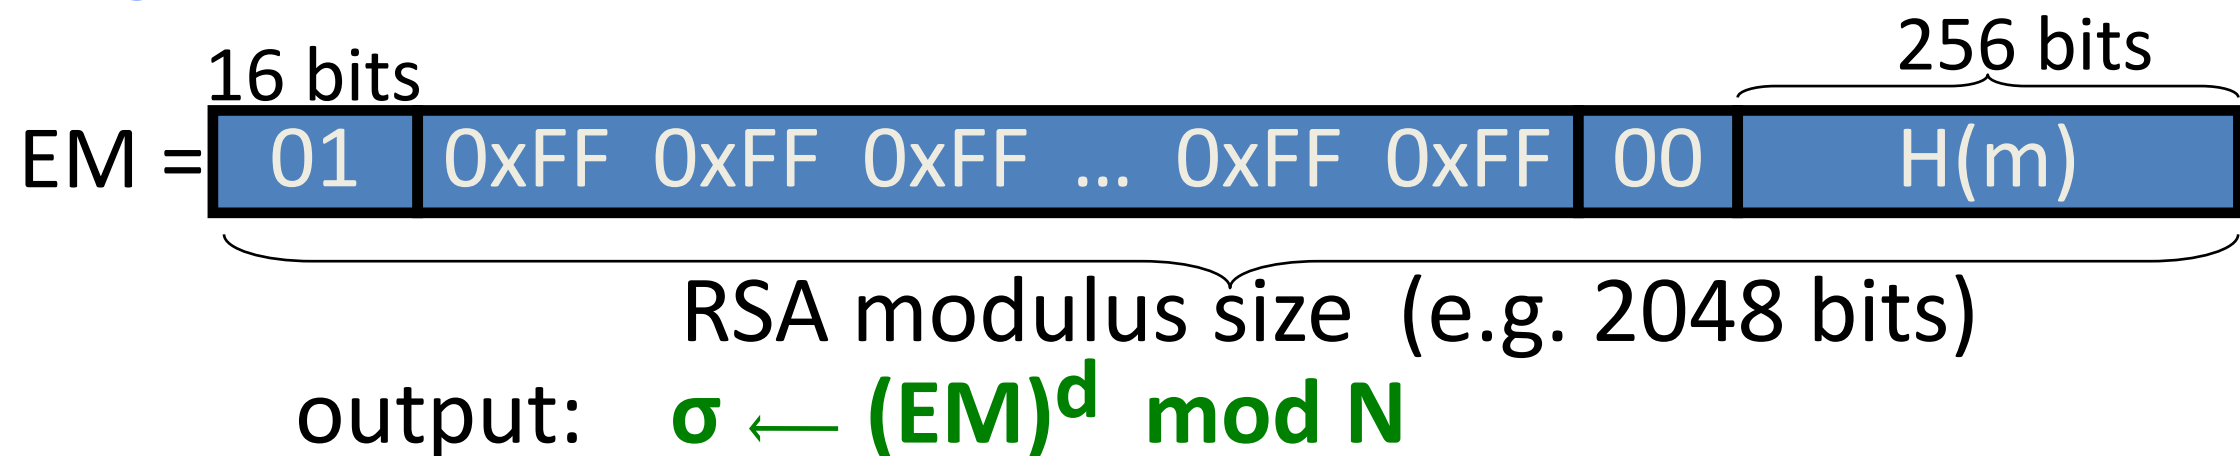 16 bits 256 bits
EM = 01 0xFF 0xFF 0xFF ... 0xFF 0xFF 00 H(m)
RSA modulus size (e.g. 2048 bits)
output: σ ← (EM)ᵈ mod N